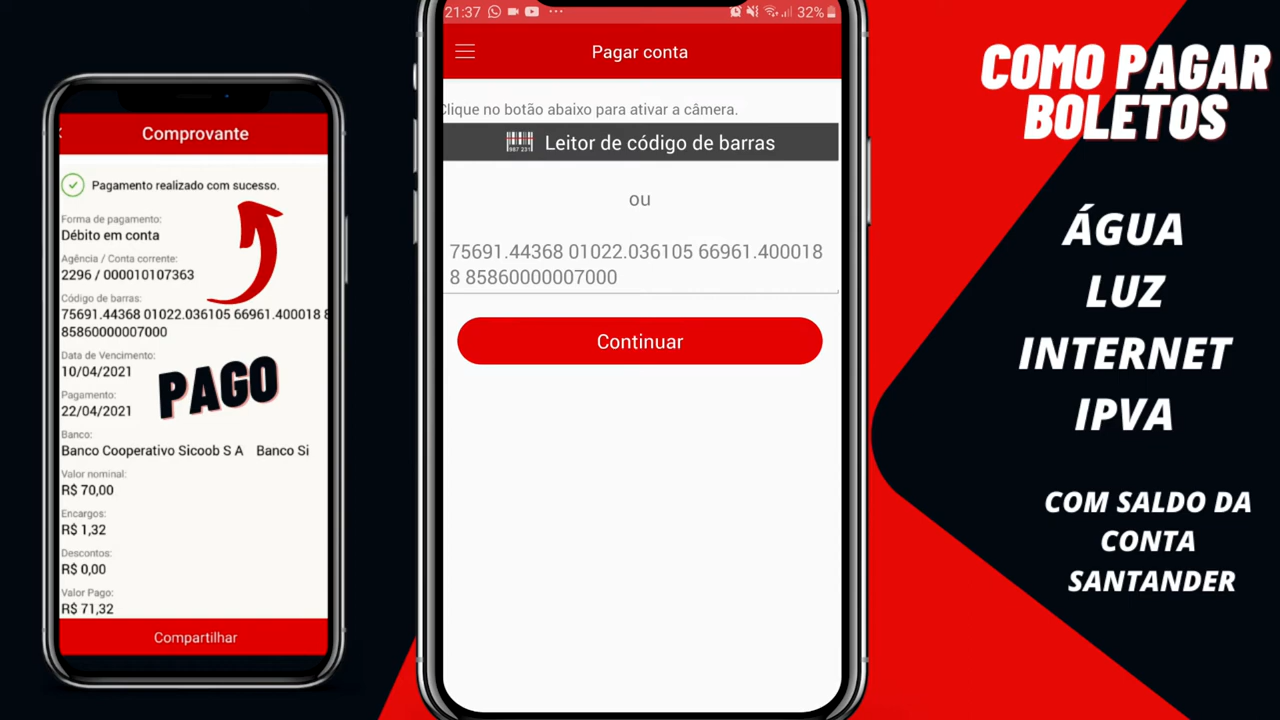 Comprovante
Pagamento realizado com sucesso.
Forma de pagamento:
Débito em conta
Agência / Conta corrente:
2296 / 000010107363
Código de barras:
75691.44368 01022.036105 66961.400018 8
85860000007000
Data de Vencimento:
10/04/2021
Pagamento:
22/04/2021
PAGO
Banco:
Banco Cooperativo Sicoob S A Banco Si
Valor nominal:
R$ 70,00
Encargos:
R$ 1,32
Descontos:
R$ 0,00
Valor Pago:
R$ 71,32
Compartilhar
21:37 32%
Pagar conta
Clique no botão abaixo para ativar a câmera.
987 231 Leitor de código de barras
ou
75691.44368 01022.036105 66961.400018
8 85860000007000
Continuar
COMO PAGAR
BOLETOS
ÁGUA
LUZ
INTERNET
IPVA
COM SALDO DA
CONTA
SANTANDER